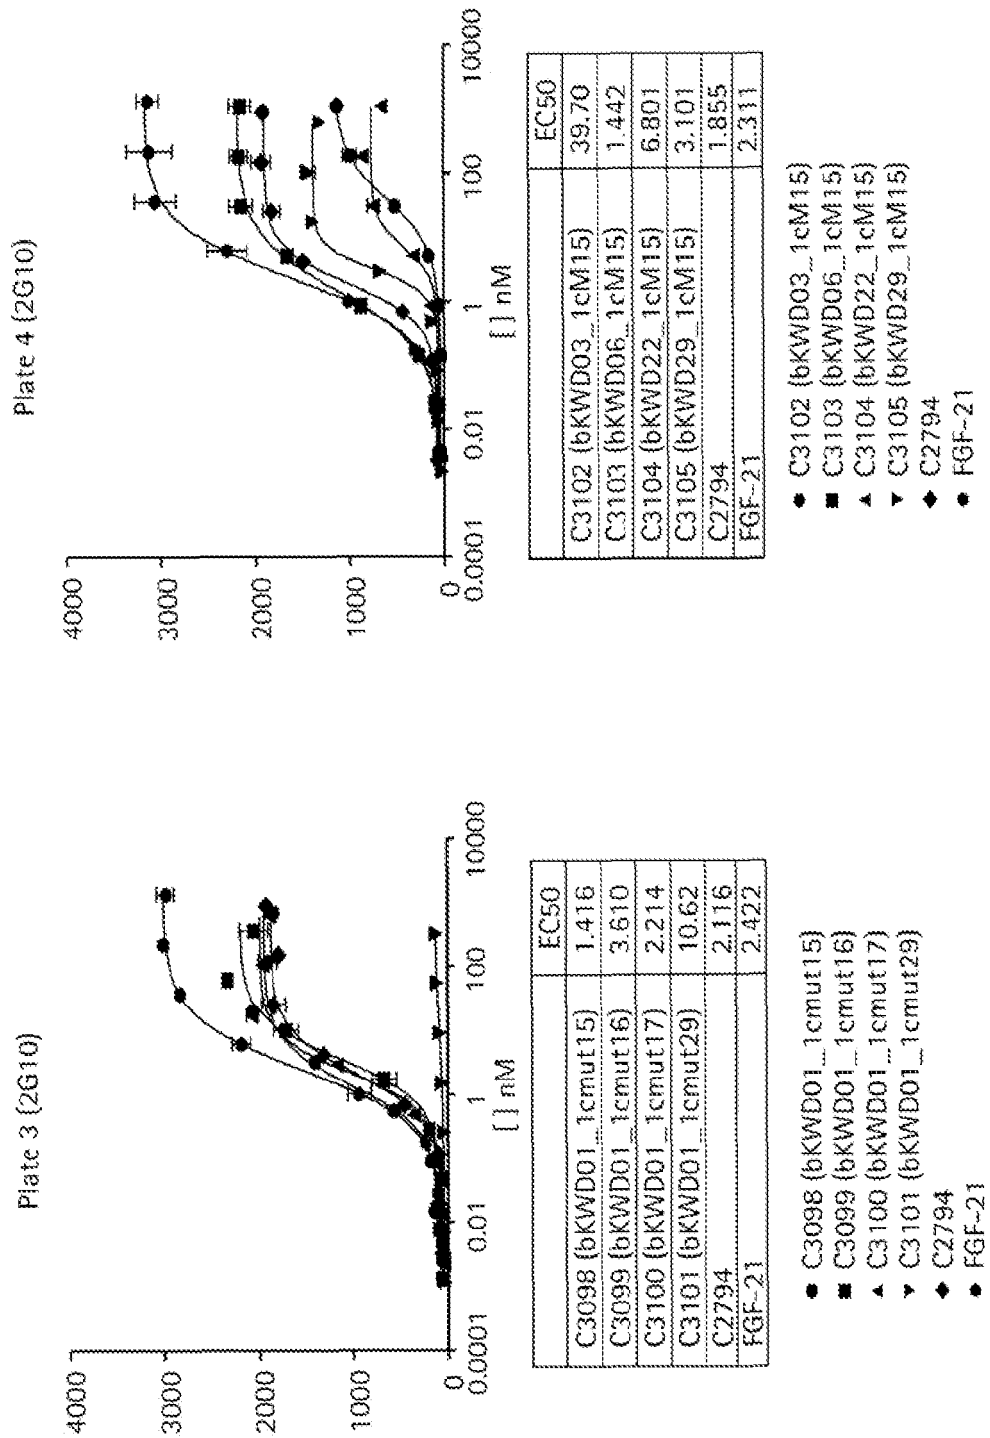 Plate 3 (2G10)
4000
3000
2000
1000
0
0.0001
0.01
1
100
10000
[ ] nM
EC50
C3098 (bKWD01_1cmut15) 1.416
C3099 (bKWD01_1cmut16) 3.610
C3100 (bKWD01_1cmut17) 2.214
C3101 (bKWD01_1cmut29) 10.62
C2794 2.116
FGF-21 2.422
C3098 (bKWD01_1cmut15)
C3099 (bKWD01_1cmut16)
C3100 (bKWD01_1cmut17)
C3101 (bKWD01_1cmut29)
C2794
FGF-21
Plate 4 (2G10)
4000
3000
2000
1000
0
0.0001
0.01
1
100
10000
[ ] nM
EC50
C3102 (bKWD03_1cM15) 39.70
C3103 (bKWD06_1cM15) 1.442
C3104 (bKWD22_1cM15) 6.801
C3105 (bKWD29_1cM15) 3.101
C2794 1.855
FGF-21 2.311
C3102 (bKWD03_1cM15)
C3103 (bKWD06_1cM15)
C3104 (bKWD22_1cM15)
C3105 (bKWD29_1cM15)
C2794
FGF-21